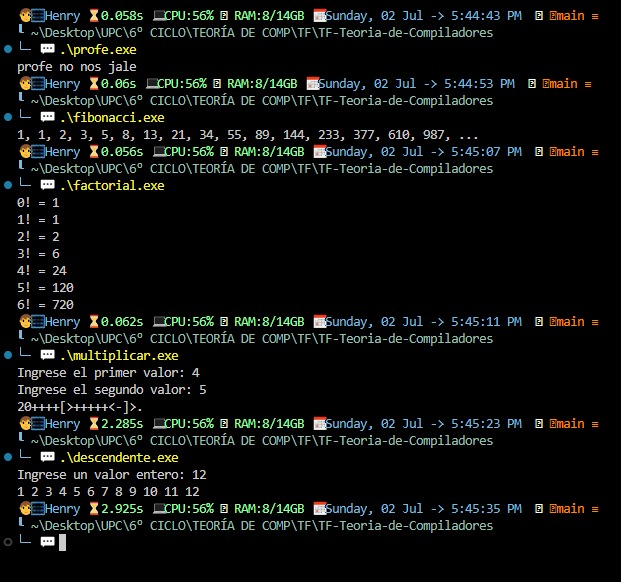 Henry 0.058s CPU:56% RAM:8/14GB Sunday, 02 Jul -> 5:44:43 PM main ≡
~\Desktop\UPC\6º CICLO\TEORÍA DE COMP\TF\TF-Teoria-de-Compiladores
.\profe.exe
profe no nos jale
Henry 0.06s CPU:56% RAM:8/14GB Sunday, 02 Jul -> 5:44:53 PM main ≡
~\Desktop\UPC\6º CICLO\TEORÍA DE COMP\TF\TF-Teoria-de-Compiladores
.\fibonacci.exe
1, 1, 2, 3, 5, 8, 13, 21, 34, 55, 89, 144, 233, 377, 610, 987, ...
Henry 0.056s CPU:56% RAM:8/14GB Sunday, 02 Jul -> 5:45:07 PM main ≡
~\Desktop\UPC\6º CICLO\TEORÍA DE COMP\TF\TF-Teoria-de-Compiladores
.\factorial.exe
0! = 1
1! = 1
2! = 2
3! = 6
4! = 24
5! = 120
6! = 720
Henry 0.062s CPU:56% RAM:8/14GB Sunday, 02 Jul -> 5:45:11 PM main ≡
~\Desktop\UPC\6º CICLO\TEORÍA DE COMP\TF\TF-Teoria-de-Compiladores
.\multiplicar.exe
Ingrese el primer valor: 4
Ingrese el segundo valor: 5
20++++[>+++++<-]>.
Henry 2.285s CPU:56% RAM:8/14GB Sunday, 02 Jul -> 5:45:23 PM main ≡
~\Desktop\UPC\6º CICLO\TEORÍA DE COMP\TF\TF-Teoria-de-Compiladores
.\descendente.exe
Ingrese un valor entero: 12
1 2 3 4 5 6 7 8 9 10 11 12
Henry 2.925s CPU:56% RAM:8/14GB Sunday, 02 Jul -> 5:45:35 PM main ≡
~\Desktop\UPC\6º CICLO\TEORÍA DE COMP\TF\TF-Teoria-de-Compiladores